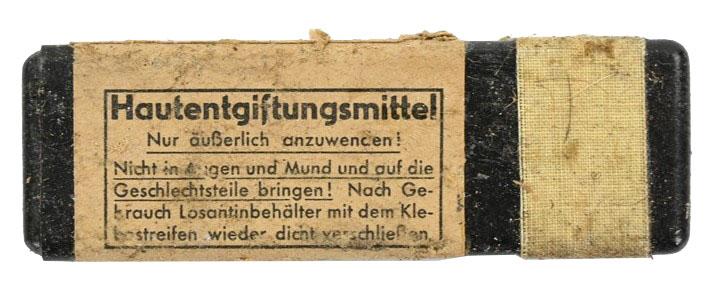 Hautentgiftungsmittel
Nur äußerlich anzuwenden!
Nicht in Augen und Mund und auf die
Geschlechtsteile bringen! Nach Ge-
brauch Losantinbehälter mit dem Kle-
bestreifen wieder dicht verschließen